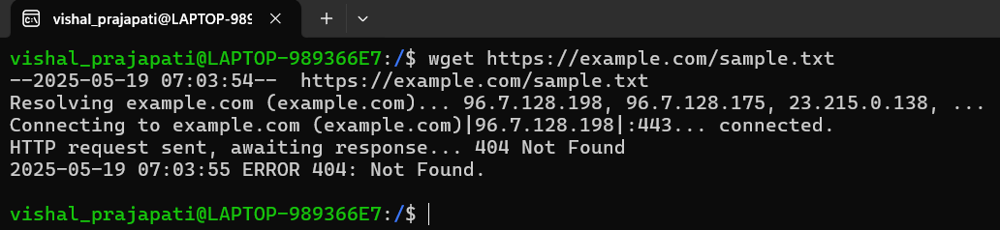 vishal_prajapati@LAPTOP-989
vishal_prajapati@LAPTOP-989366E7:/$ wget https://example.com/sample.txt
--2025-05-19 07:03:54--  https://example.com/sample.txt
Resolving example.com (example.com)... 96.7.128.198, 96.7.128.175, 23.215.0.138, ...
Connecting to example.com (example.com)|96.7.128.198|:443... connected.
HTTP request sent, awaiting response... 404 Not Found
2025-05-19 07:03:55 ERROR 404: Not Found.
vishal_prajapati@LAPTOP-989366E7:/$